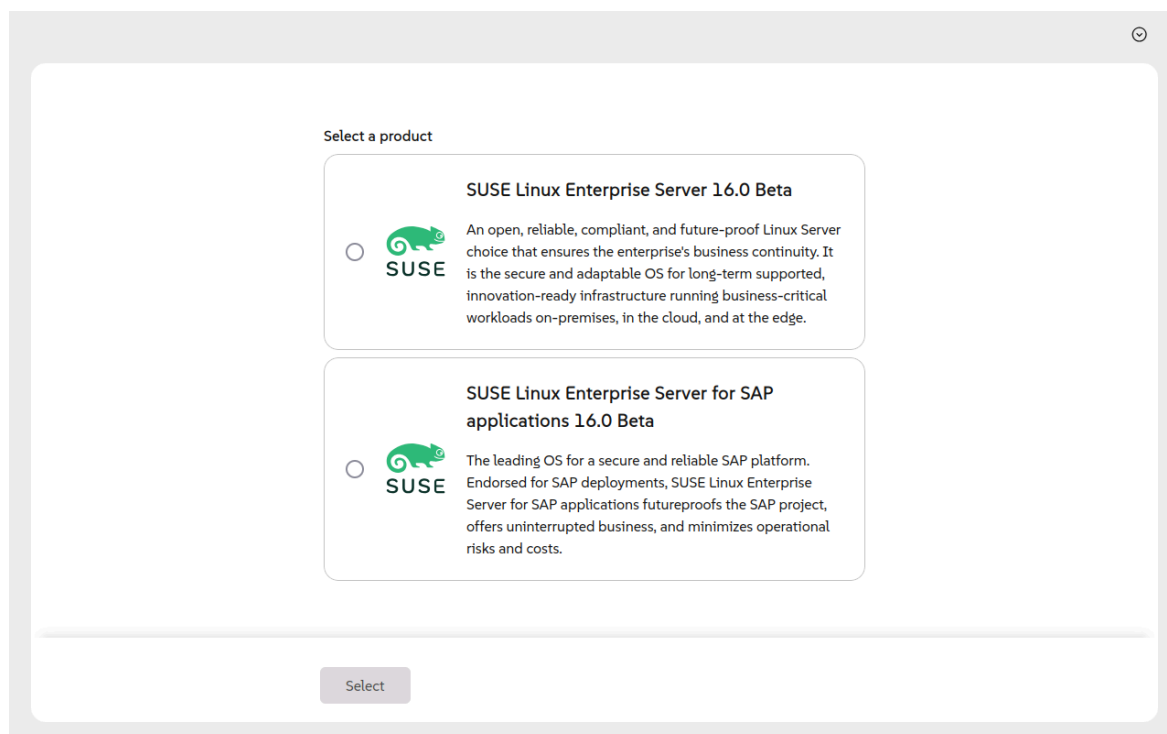 Select a product
SUSE Linux Enterprise Server 16.0 Beta
An open, reliable, compliant, and future-proof Linux Server
choice that ensures the enterprise's business continuity. It
is the secure and adaptable OS for long-term supported,
innovation-ready infrastructure running business-critical
workloads on-premises, in the cloud, and at the edge.
SUSE
SUSE Linux Enterprise Server for SAP
applications 16.0 Beta
The leading OS for a secure and reliable SAP platform.
Endorsed for SAP deployments, SUSE Linux Enterprise
Server for SAP applications futureproofs the SAP project,
offers uninterrupted business, and minimizes operational
risks and costs.
SUSE
Select